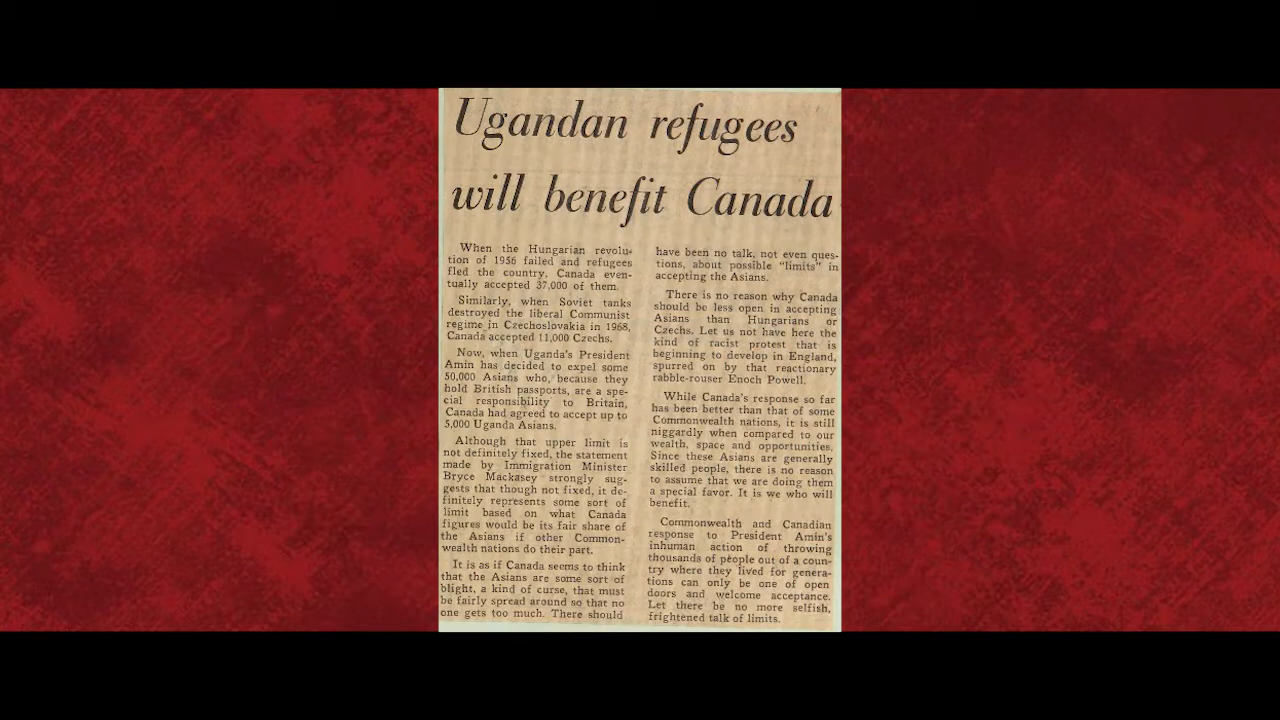 Ugandan refugees
will benefit Canada
When the Hungarian revolu-
tion of 1956 failed and refugees
fled the country, Canada even-
tually accepted 37,000 of them.
Similarly, when Soviet tanks
destroyed the liberal Communist
regime in Czechoslovakia in 1968,
Canada accepted 11,000 Czechs.
Now, when Uganda's President
Amin has decided to expel some
50,000 Asians who, because they
hold British passports, are a spe-
cial responsibility to Britain,
Canada had agreed to accept up to
5,000 Uganda Asians.
Although that upper limit is
not definitely fixed, the statement
made by Immigration Minister
Bryce Mackasey strongly sug-
gests that though not fixed, it de-
finitely represents some sort of
limit based on what Canada
figures would be its fair share of
the Asians if other Common-
wealth nations do their part.
It is as if Canada seems to think
that the Asians are some sort of
blight, a kind of curse, that must
be fairly spread around so that no
one gets too much. There should
have been no talk, not even ques-
tions, about possible "limits" in
accepting the Asians.
There is no reason why Canada
should be less open in accepting
Asians than Hungarians or
Czechs. Let us not have here the
kind of racist protest that is
beginning to develop in England,
spurred on by that reactionary
rabble-rouser Enoch Powell.
While Canada's response so far
has been better than that of some
Commonwealth nations, it is still
niggardly when compared to our
wealth, space and opportunities.
Since these Asians are generally
skilled people, there is no reason
to assume that we are doing them
a special favor. It is we who will
benefit.
Commonwealth and Canadian
response to President Amin's
inhuman action of throwing
thousands of people out of a coun-
try where they lived for genera-
tions can only be one of open
doors and welcome acceptance.
Let there be no more selfish,
frightened talk of limits.